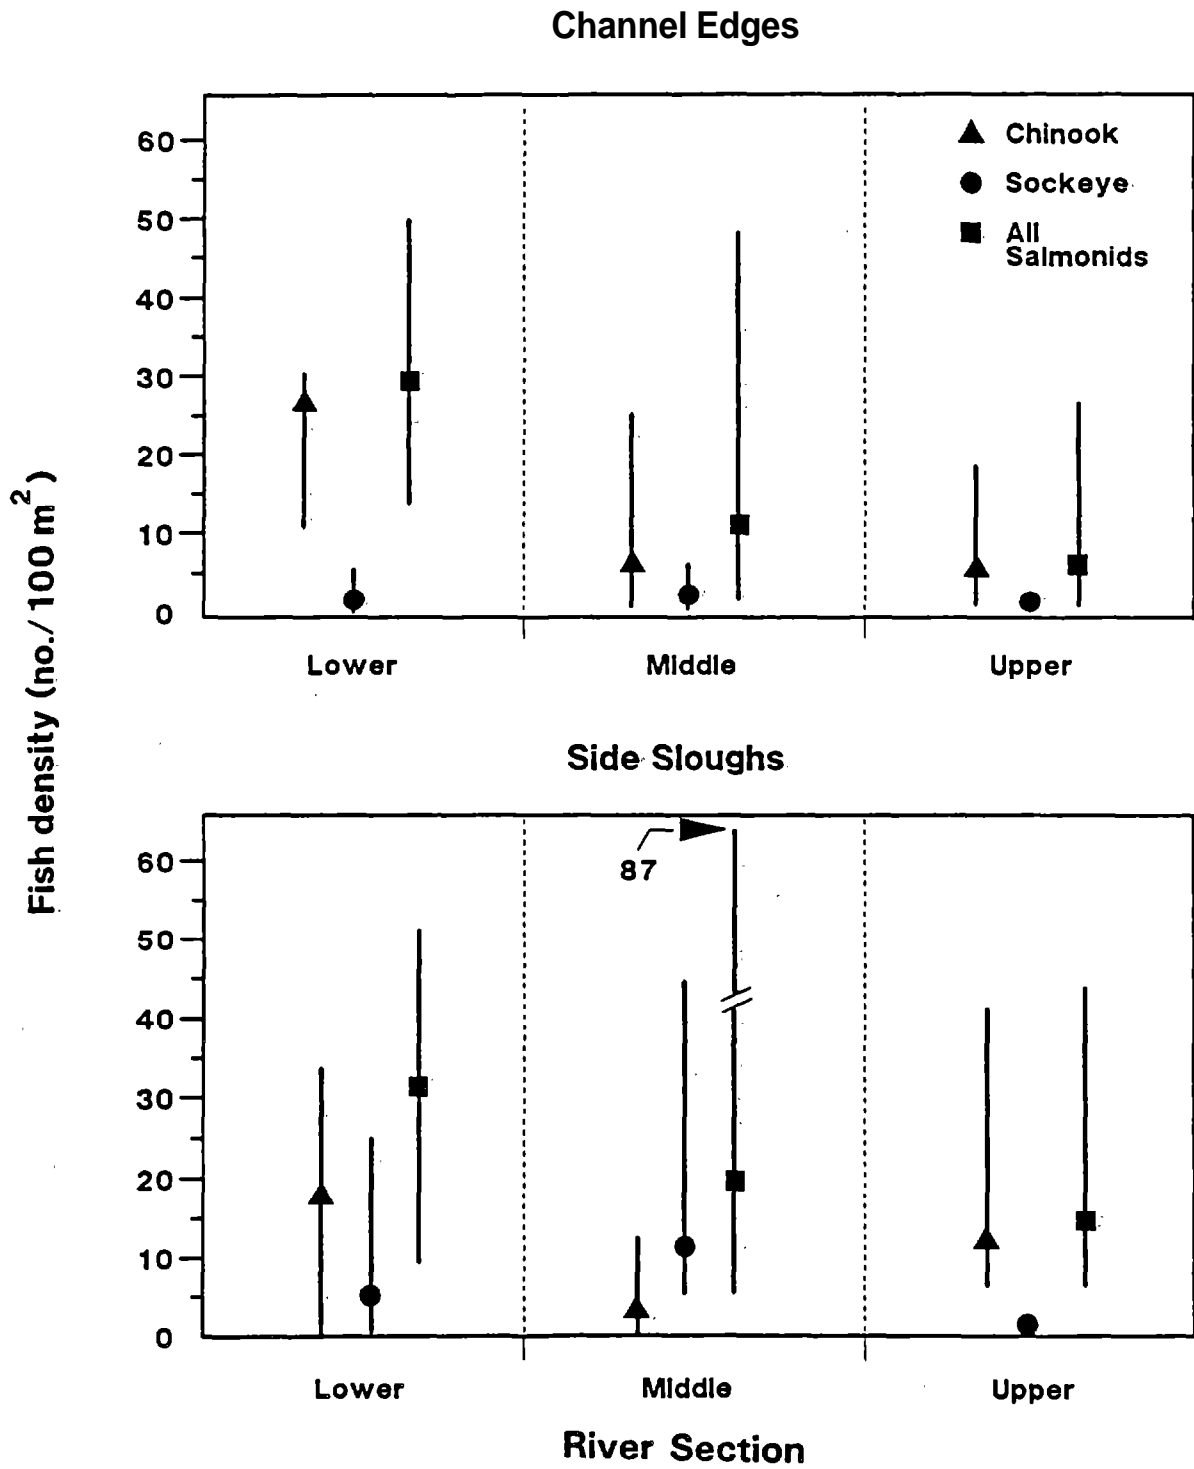 Channel Edges
60
50
40
30
20
10
0
Chinook
Sockeye
All
Salmonids
Lower Middle Upper
Fish density (no./100 m²)
Side Sloughs
87
60
50
40
30
20
10
0
Lower Middle Upper
River Section